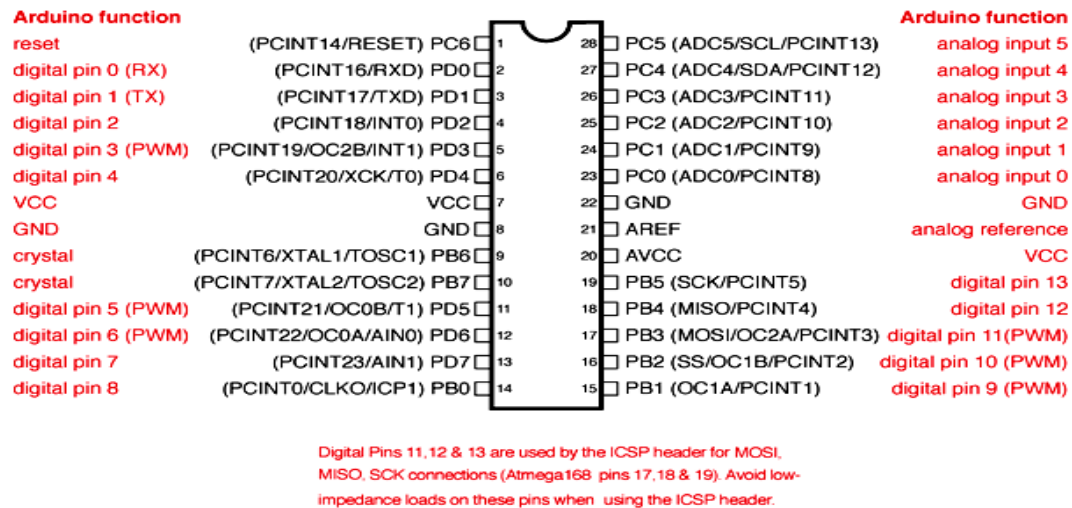 Arduino function Arduino function
reset (PCINT14/RESET) PC6 1 28 PC5 (ADC5/SCL/PCINT13) analog input 5
digital pin 0 (RX) (PCINT16/RXD) PD0 2 27 PC4 (ADC4/SDA/PCINT12) analog input 4
digital pin 1 (TX) (PCINT17/TXD) PD1 3 26 PC3 (ADC3/PCINT11) analog input 3
digital pin 2 (PCINT18/INT0) PD2 4 25 PC2 (ADC2/PCINT10) analog input 2
digital pin 3 (PWM) (PCINT19/OC2B/INT1) PD3 5 24 PC1 (ADC1/PCINT9) analog input 1
digital pin 4 (PCINT20/XCK/T0) PD4 6 23 PC0 (ADC0/PCINT8) analog input 0
VCC VCC 7 22 GND GND
GND GND 8 21 AREF analog reference
crystal (PCINT6/XTAL1/TOSC1) PB6 9 20 AVCC VCC
crystal (PCINT7/XTAL2/TOSC2) PB7 10 19 PB5 (SCK/PCINT5) digital pin 13
digital pin 5 (PWM) (PCINT21/OC0B/T1) PD5 11 18 PB4 (MISO/PCINT4) digital pin 12
digital pin 6 (PWM) (PCINT22/OC0A/AIN0) PD6 12 17 PB3 (MOSI/OC2A/PCINT3) digital pin 11(PWM)
digital pin 7 (PCINT23/AIN1) PD7 13 16 PB2 (SS/OC1B/PCINT2) digital pin 10 (PWM)
digital pin 8 (PCINT0/CLKO/ICP1) PB0 14 15 PB1 (OC1A/PCINT1) digital pin 9 (PWM)
Digital Pins 11,12 & 13 are used by the ICSP header for MOSI,
MISO, SCK connections (Atmega168 pins 17,18 & 19). Avoid low-
impedance loads on these pins when using the ICSP header.